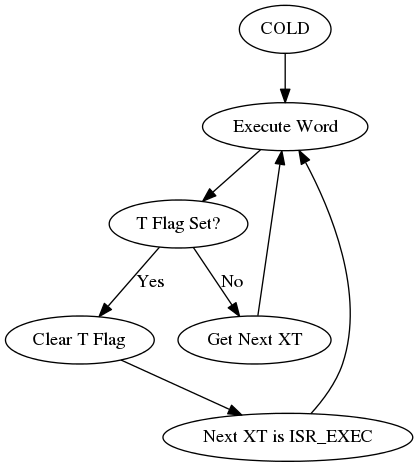 COLD
Execute Word
T Flag Set?
Yes
No
Clear T Flag
Get Next XT
Next XT is ISR_EXEC